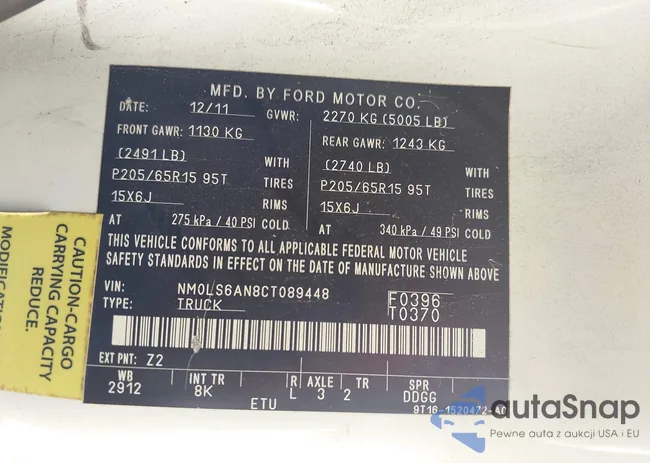 MFD. BY FORD MOTOR CO.
DATE: 12/11 GVWR: 2270 KG (5005 LB)
FRONT GAWR: 1130 KG REAR GAWR: 1243 KG
(2491 LB) WITH (2740 LB) WITH
P205/65R15 95T TIRES P205/65R15 95T TIRES
15X6J RIMS 15X6J RIMS
AT 275 kPa / 40 PSI COLD AT 340 kPa / 49 PSI COLD
THIS VEHICLE CONFORMS TO ALL APPLICABLE FEDERAL MOTOR VEHICLE
SAFETY STANDARDS IN EFFECT ON THE DATE OF MANUFACTURE SHOWN ABOVE
VIN: NM0LS6AN8CT089448 F0396
TYPE: TRUCK T0370
EXT PNT: Z2
WB INT TR R AXLE TR SPR
2912 8K L 3 2 DDGG
ETU 9T16-1520472-A
CAUTION-CARGO
CARRYING CAPACITY
REDUCE.
MODIFICATION
autaSnap
Pewne auta z aukcji USA i EU